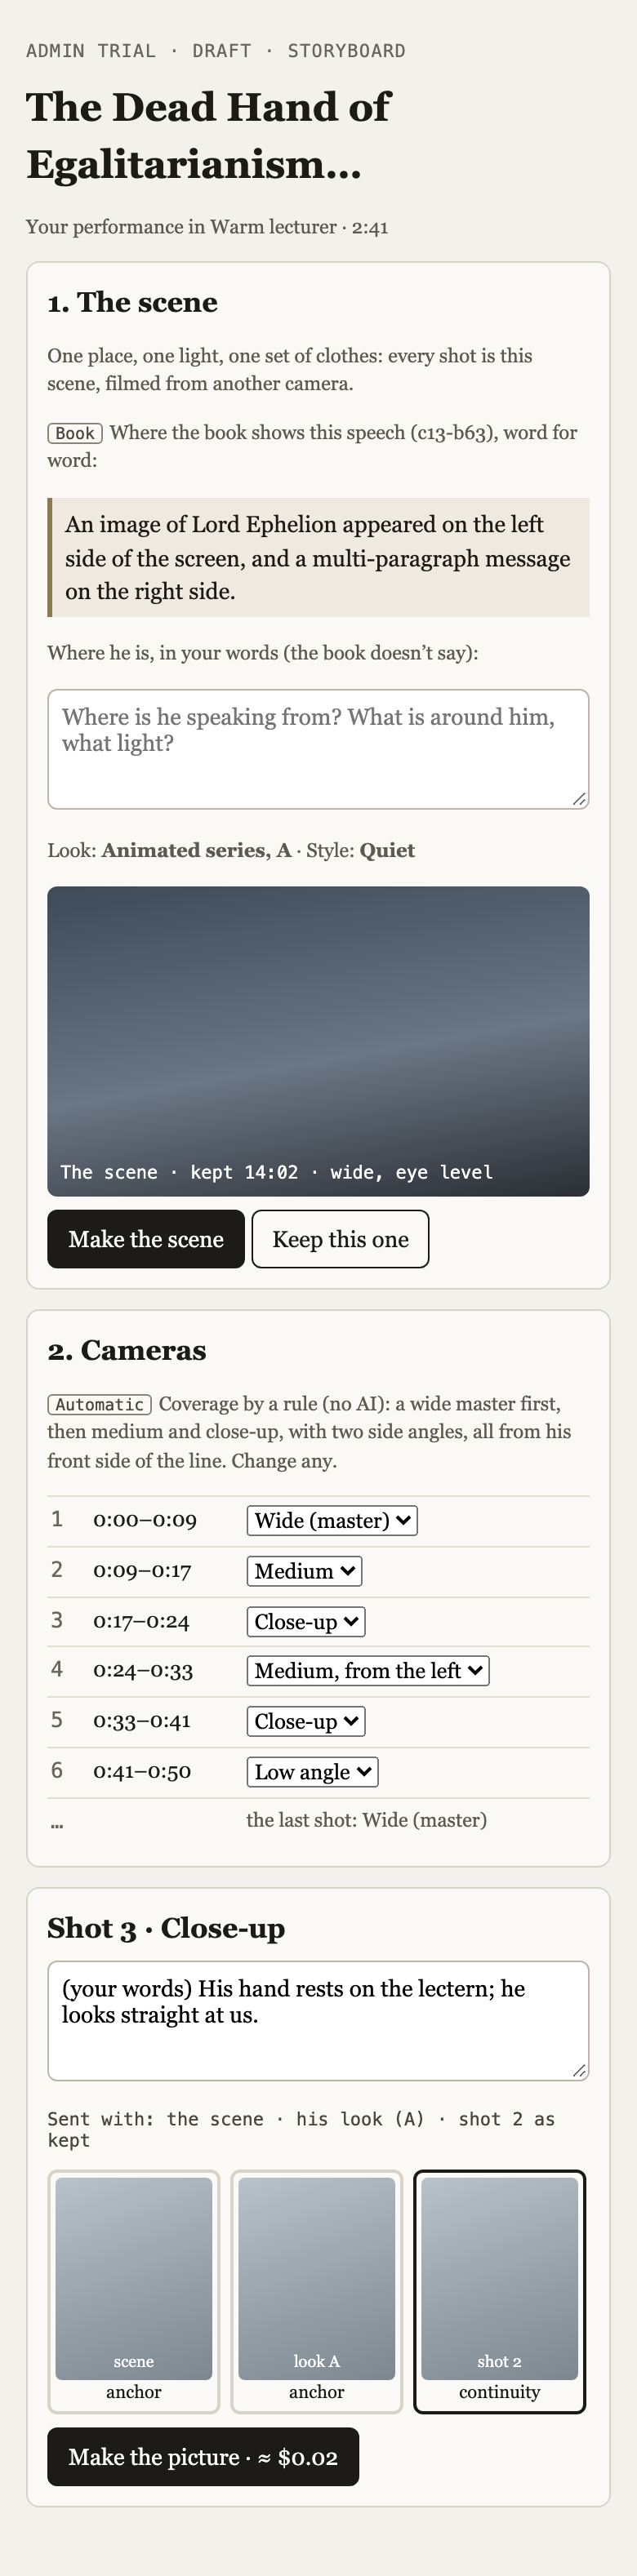 ADMIN TRIAL · DRAFT · STORYBOARD
The Dead Hand of
Egalitarianism...
Your performance in Warm lecturer · 2:41
1. The scene
One place, one light, one set of clothes: every shot is this
scene, filmed from another camera.
Book Where the book shows this speech (c13-b63), word for
word:
An image of Lord Ephelion appeared on the left
side of the screen, and a multi-paragraph message
on the right side.
Where he is, in your words (the book doesn’t say):
Where is he speaking from? What is around him,
what light?
Look: Animated series, A · Style: Quiet
The scene · kept 14:02 · wide, eye level
Make the scene Keep this one
2. Cameras
Automatic Coverage by a rule (no AI): a wide master first,
then medium and close-up, with two side angles, all from his
front side of the line. Change any.
1 0:00–0:09 Wide (master)
2 0:09–0:17 Medium
3 0:17–0:24 Close-up
4 0:24–0:33 Medium, from the left
5 0:33–0:41 Close-up
6 0:41–0:50 Low angle
… the last shot: Wide (master)
Shot 3 · Close-up
(your words) His hand rests on the lectern; he
looks straight at us.
Sent with: the scene · his look (A) · shot 2 as
kept
scene look A shot 2
anchor anchor continuity
Make the picture · ≈ $0.02